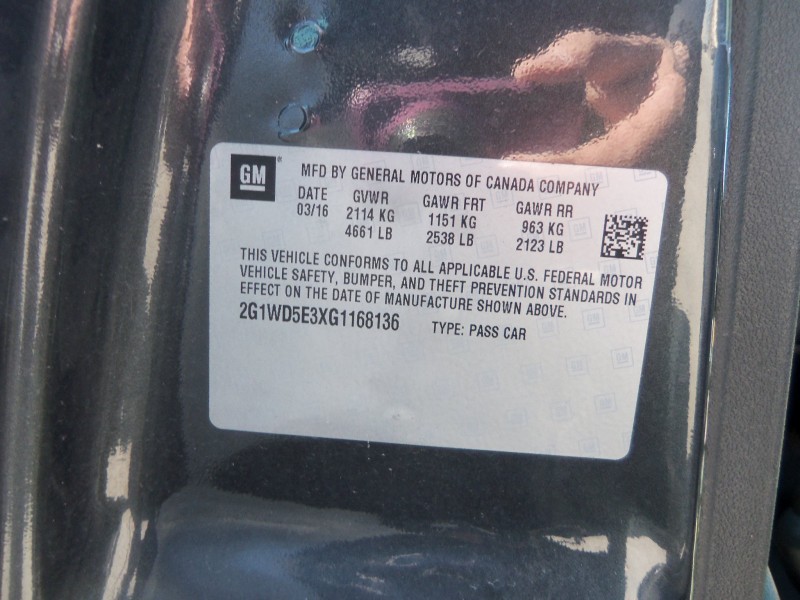 GM® MFD BY GENERAL MOTORS OF CANADA COMPANY
DATE GVWR GAWR FRT GAWR RR
03/16 2114 KG 1151 KG 963 KG
4661 LB 2538 LB 2123 LB
THIS VEHICLE CONFORMS TO ALL APPLICABLE U.S. FEDERAL MOTOR
VEHICLE SAFETY, BUMPER, AND THEFT PREVENTION STANDARDS IN
EFFECT ON THE DATE OF MANUFACTURE SHOWN ABOVE.
2G1WD5E3XG1168136 TYPE: PASS CAR